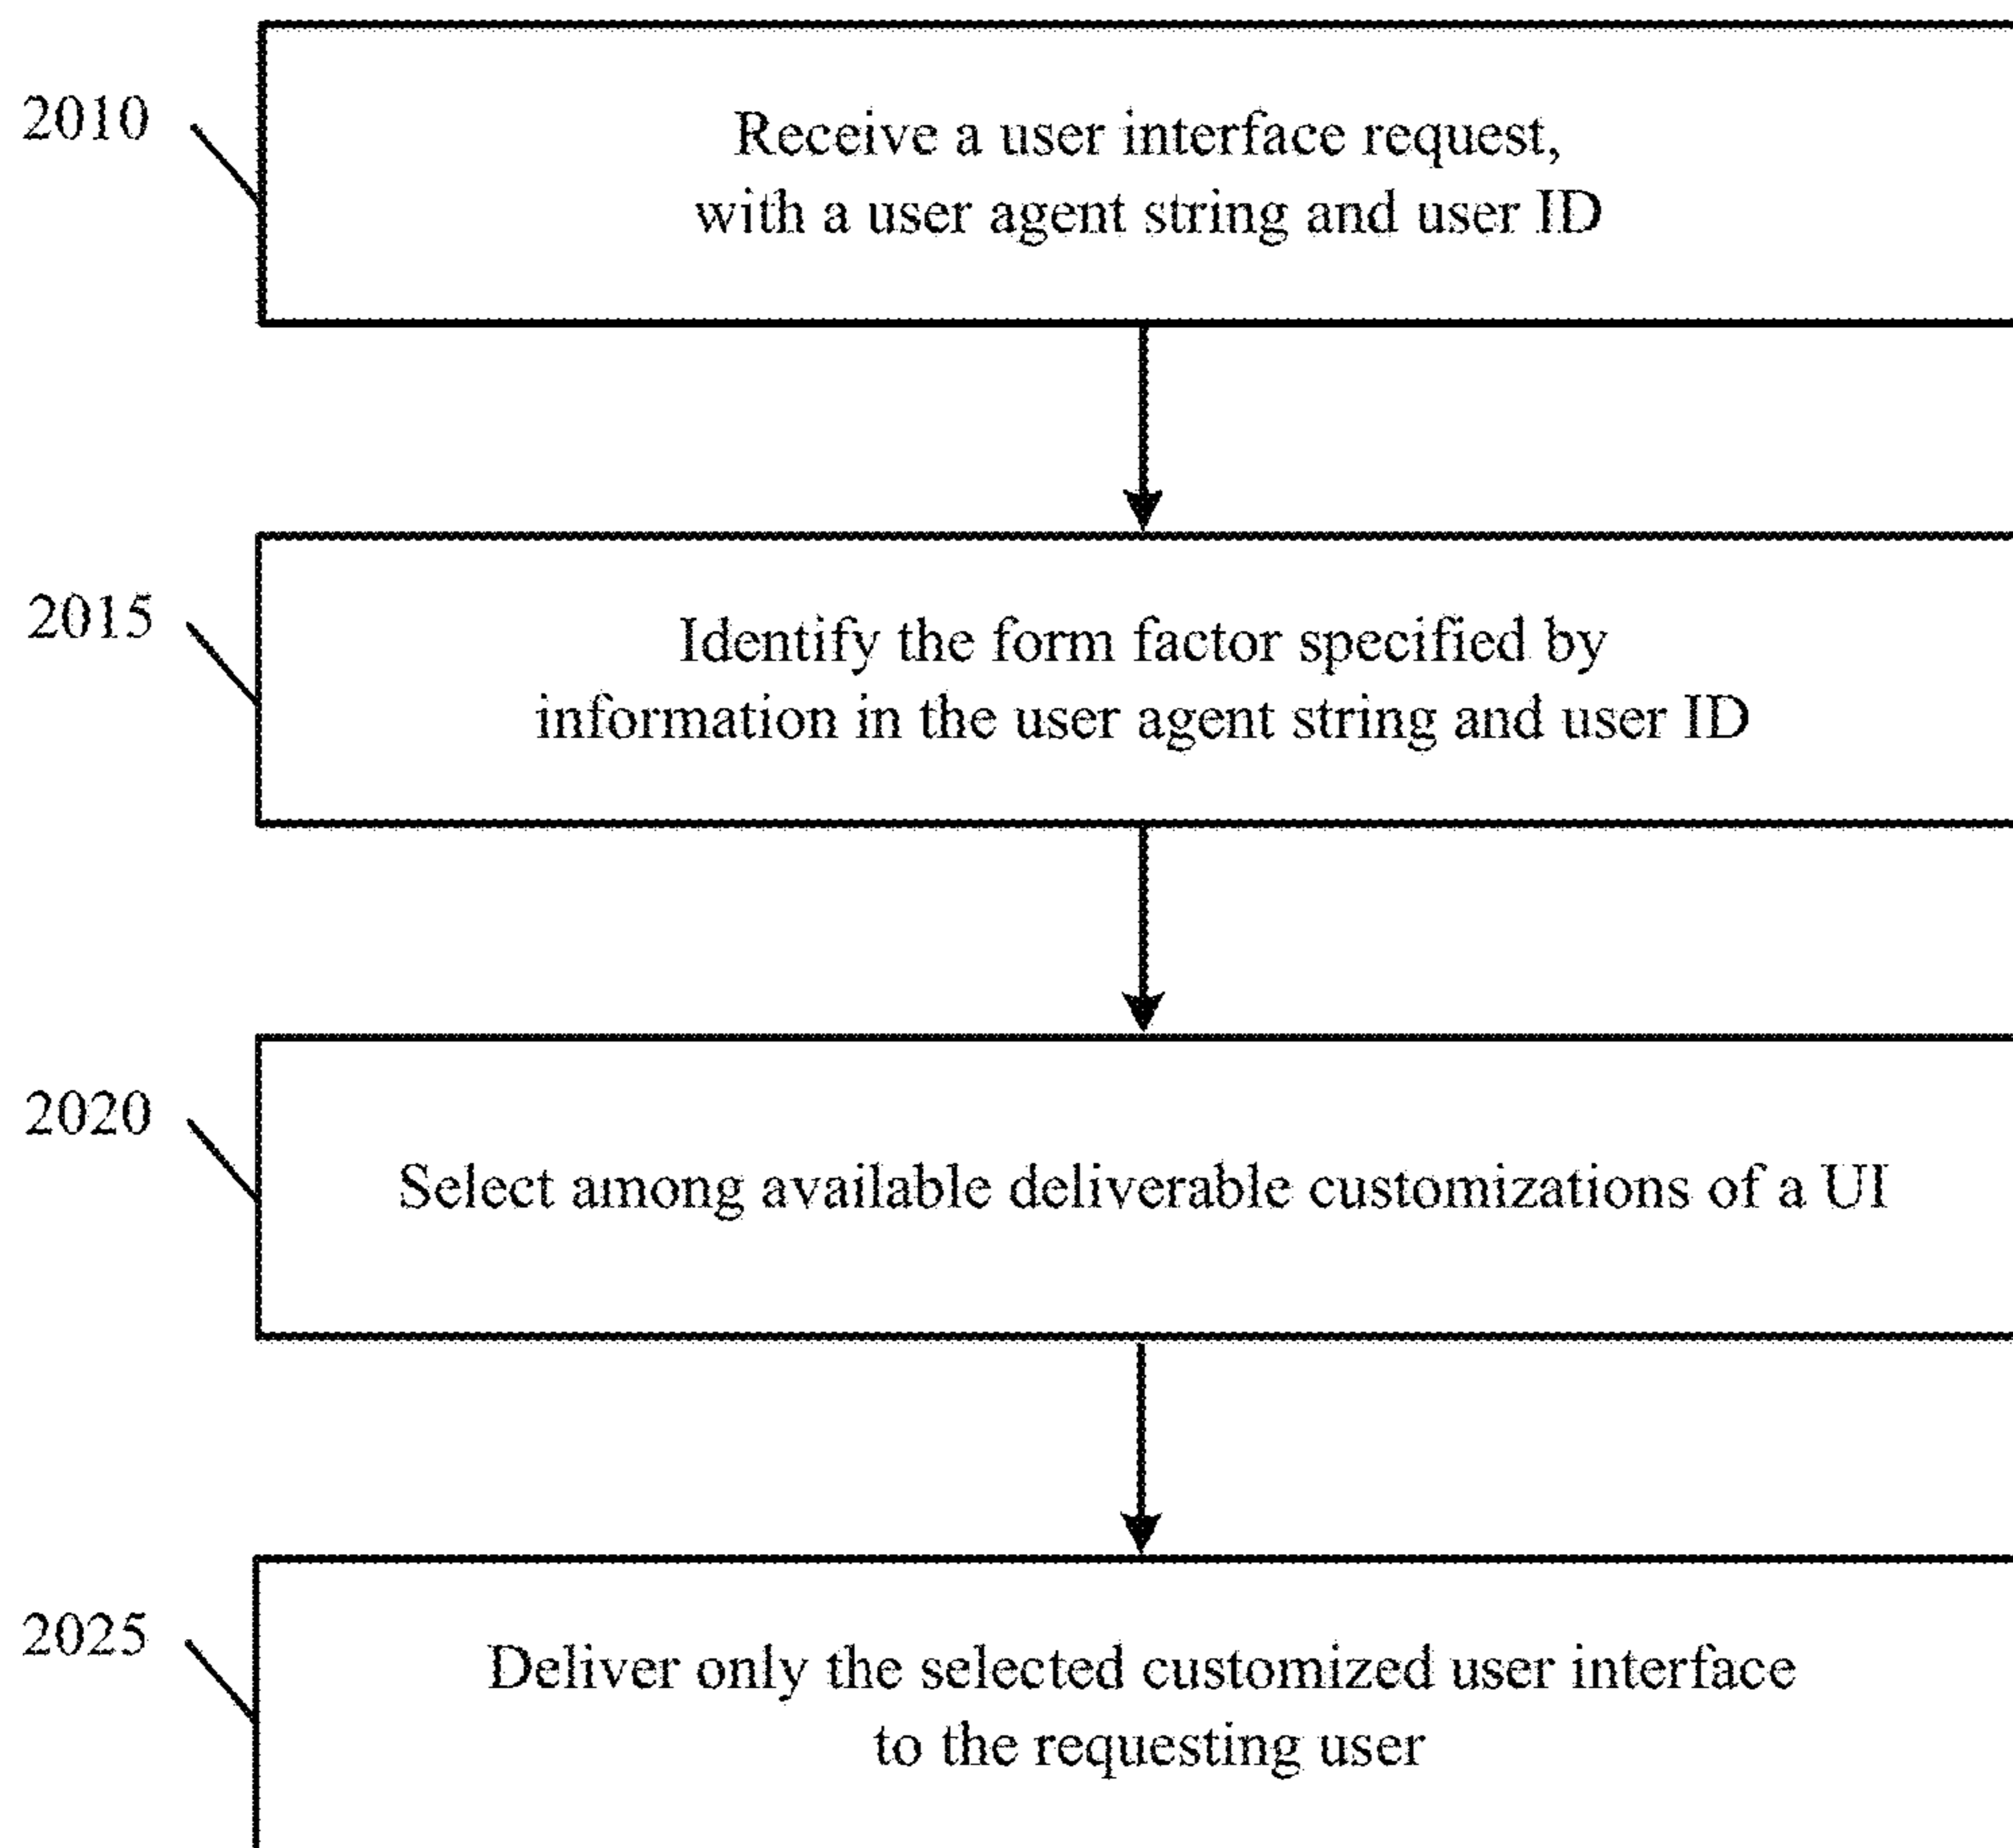 2010
Receive a user interface request,
with a user agent string and user ID
2015
Identify the form factor specified by
information in the user agent string and user ID
2020
Select among available deliverable customizations of a UI
2025
Deliver only the selected customized user interface
to the requesting user